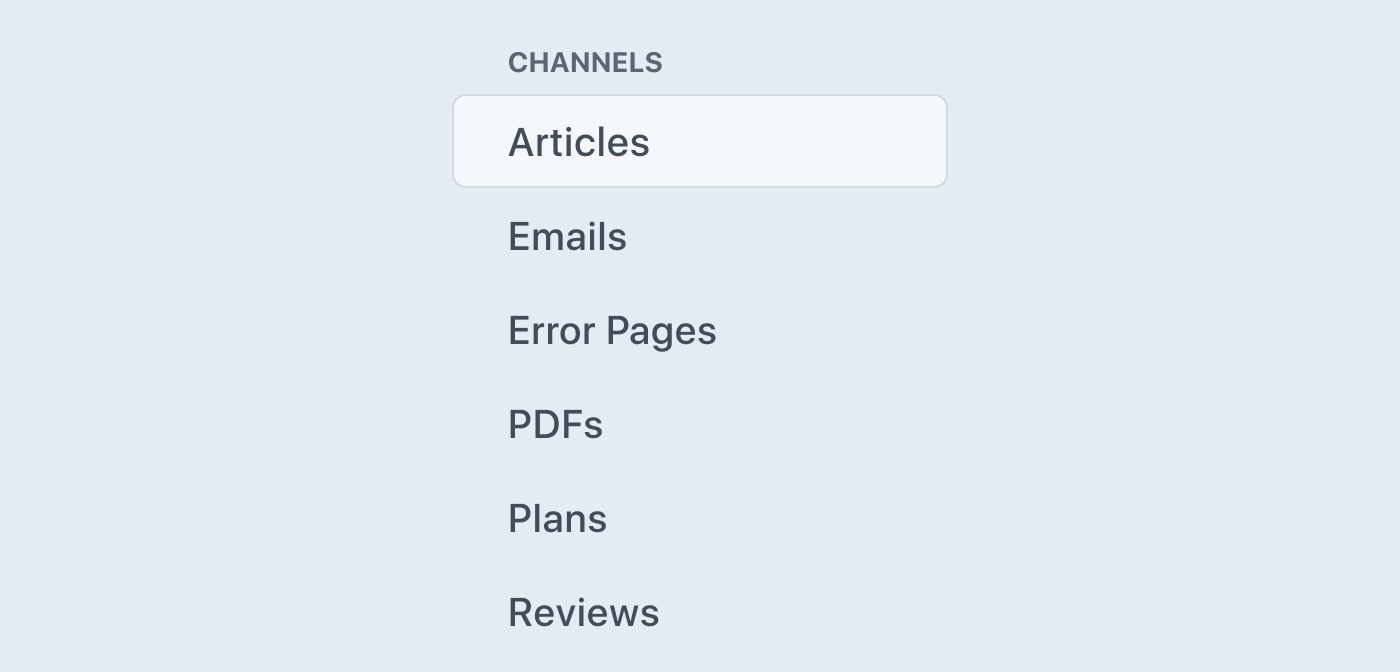 CHANNELS
Articles
Emails
Error Pages
PDFs
Plans
Reviews